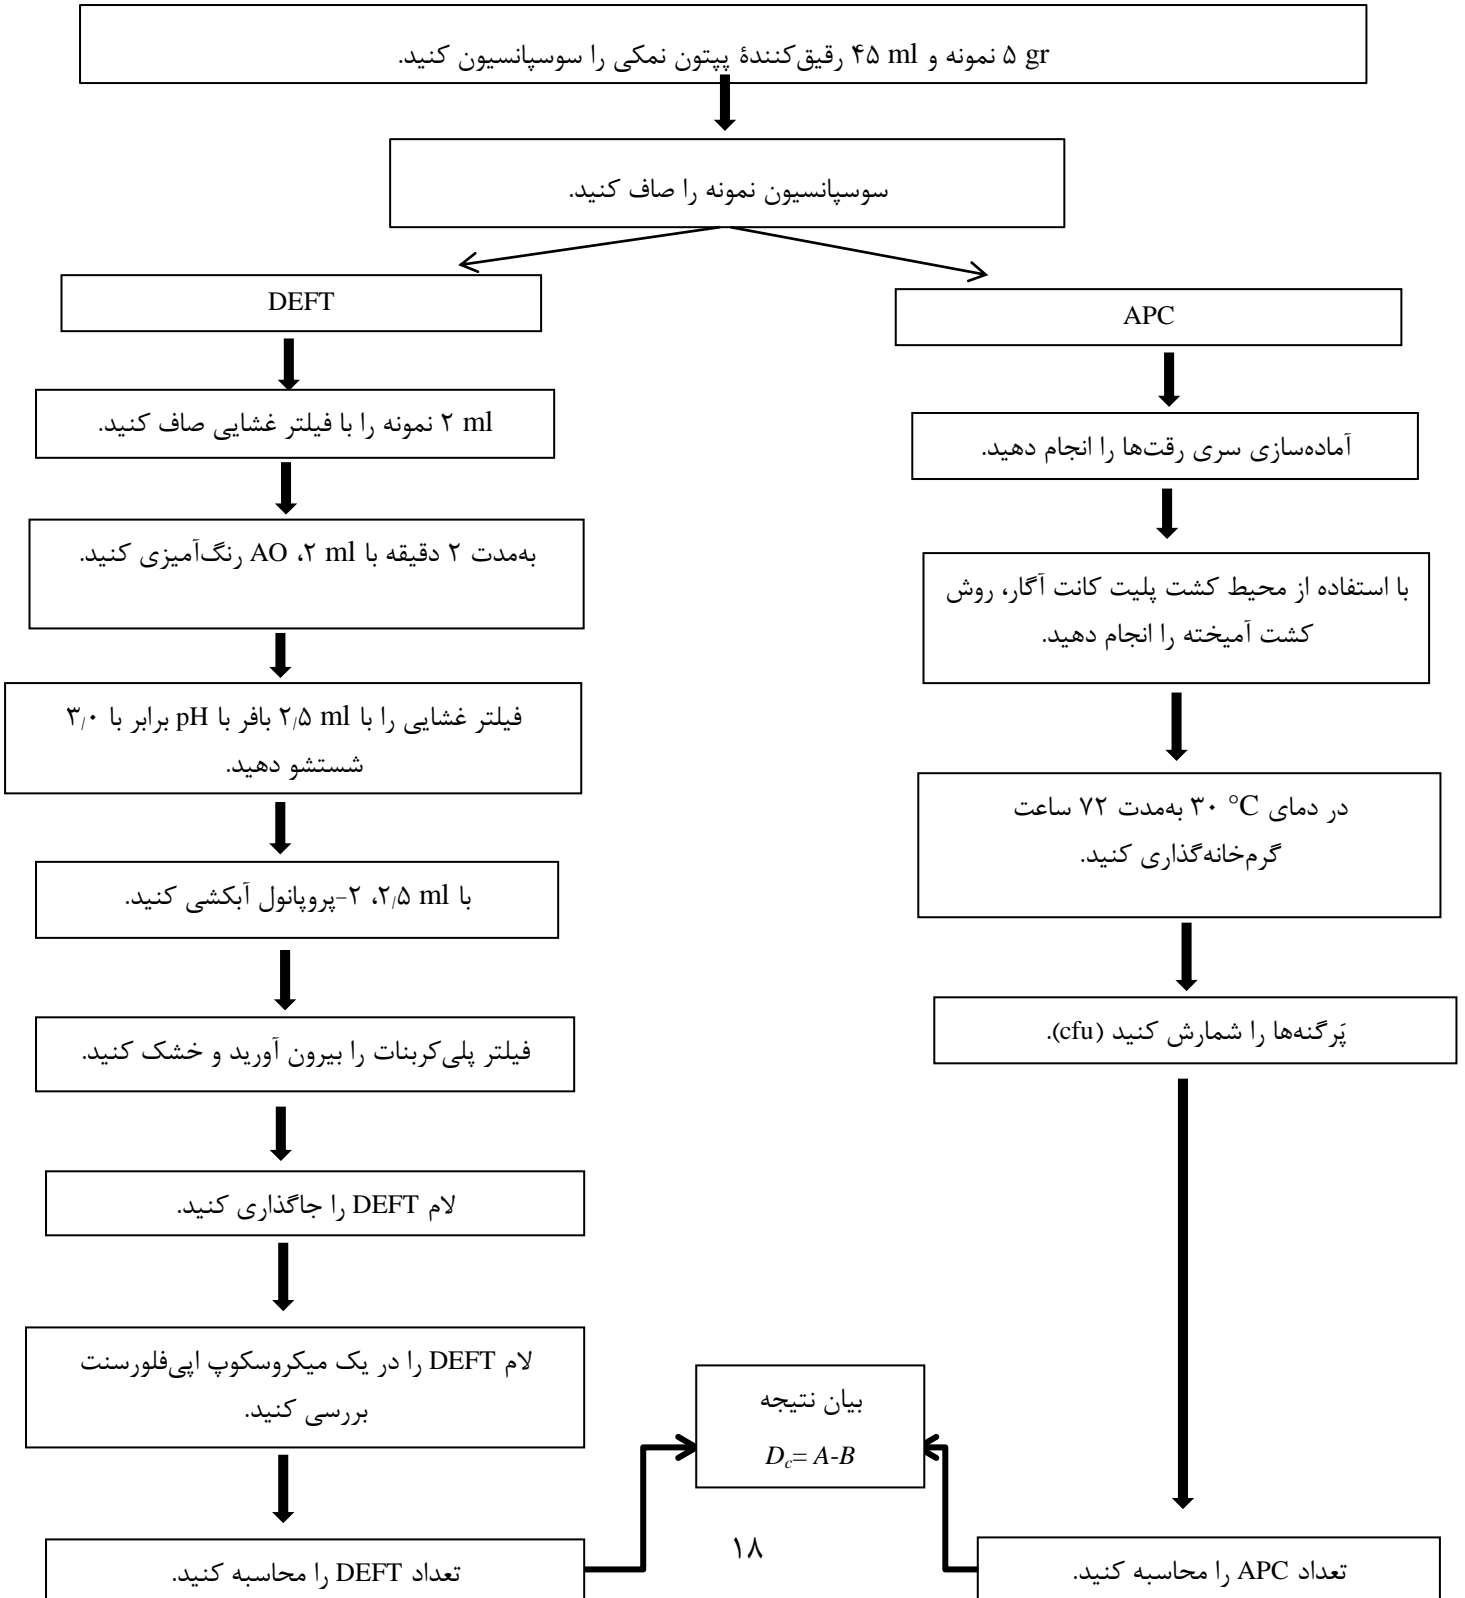 ۵ gr نمونه و ۴۵ ml رقیق‌کنندهٔ پپتون نمکی را سوسپانسیون کنید.
سوسپانسیون نمونه را صاف کنید.
DEFT
۲ ml نمونه را با فیلتر غشایی صاف کنید.
به‌مدت ۲ دقیقه با ۲ ml، AO رنگ‌آمیزی کنید.
فیلتر غشایی را با ۲٫۵ ml بافر با pH برابر با ۳٫۰
شستشو دهید.
با ۲٫۵ ml، ۲-پروپانول آبکشی کنید.
فیلتر پلی‌کربنات را بیرون آورید و خشک کنید.
لام DEFT را جاگذاری کنید.
لام DEFT را در یک میکروسکوپ اپی‌فلورسنت
بررسی کنید.
تعداد DEFT را محاسبه کنید.
APC
آماده‌سازی سری رقت‌ها را انجام دهید.
با استفاده از محیط کشت پلیت کانت آگار، روش
کشت آمیخته را انجام دهید.
در دمای ۳۰ °C به‌مدت ۷۲ ساعت
گرم‌خانه‌گذاری کنید.
پَرگنه‌ها را شمارش کنید (cfu).
تعداد APC را محاسبه کنید.
بیان نتیجه
D_c= A-B
۱۸